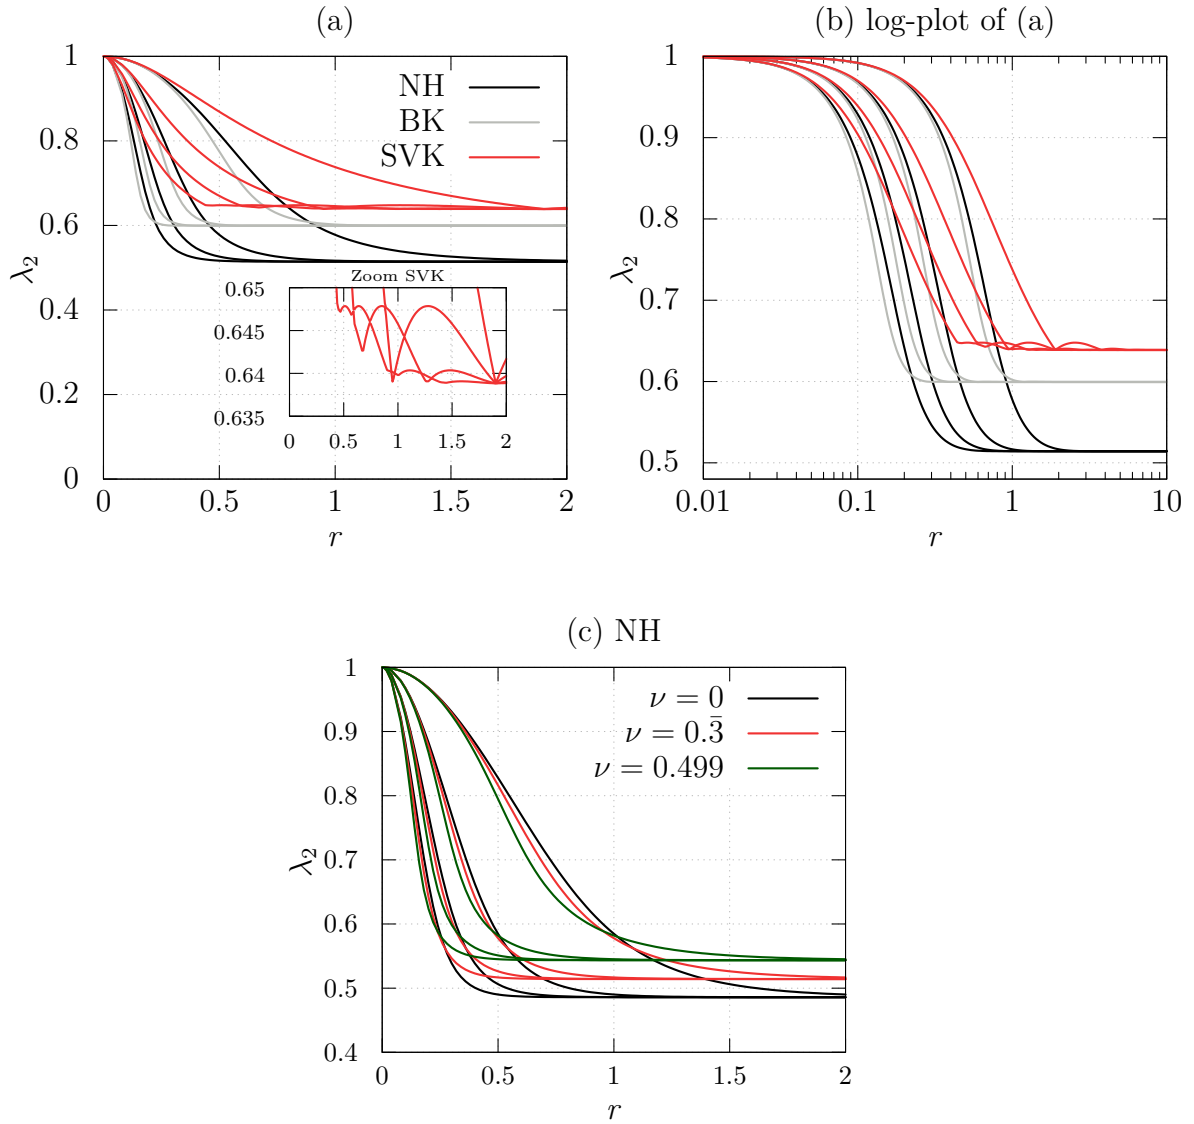 (a)
1
0.8
0.6
0.4
0.2
0
λ2
NH
BK
SVK
Zoom SVK
0.65
0.645
0.64
0.635
0 0.5 1 1.5 2
0 0.5 1 1.5 2
r
(b) log-plot of (a)
1
0.9
0.8
0.7
0.6
0.5
λ2
0.01 0.1 1 10
r
(c) NH
1
0.9
0.8
0.7
0.6
0.5
0.4
λ2
ν = 0
ν = 0.3̄
ν = 0.499
0 0.5 1 1.5 2
r